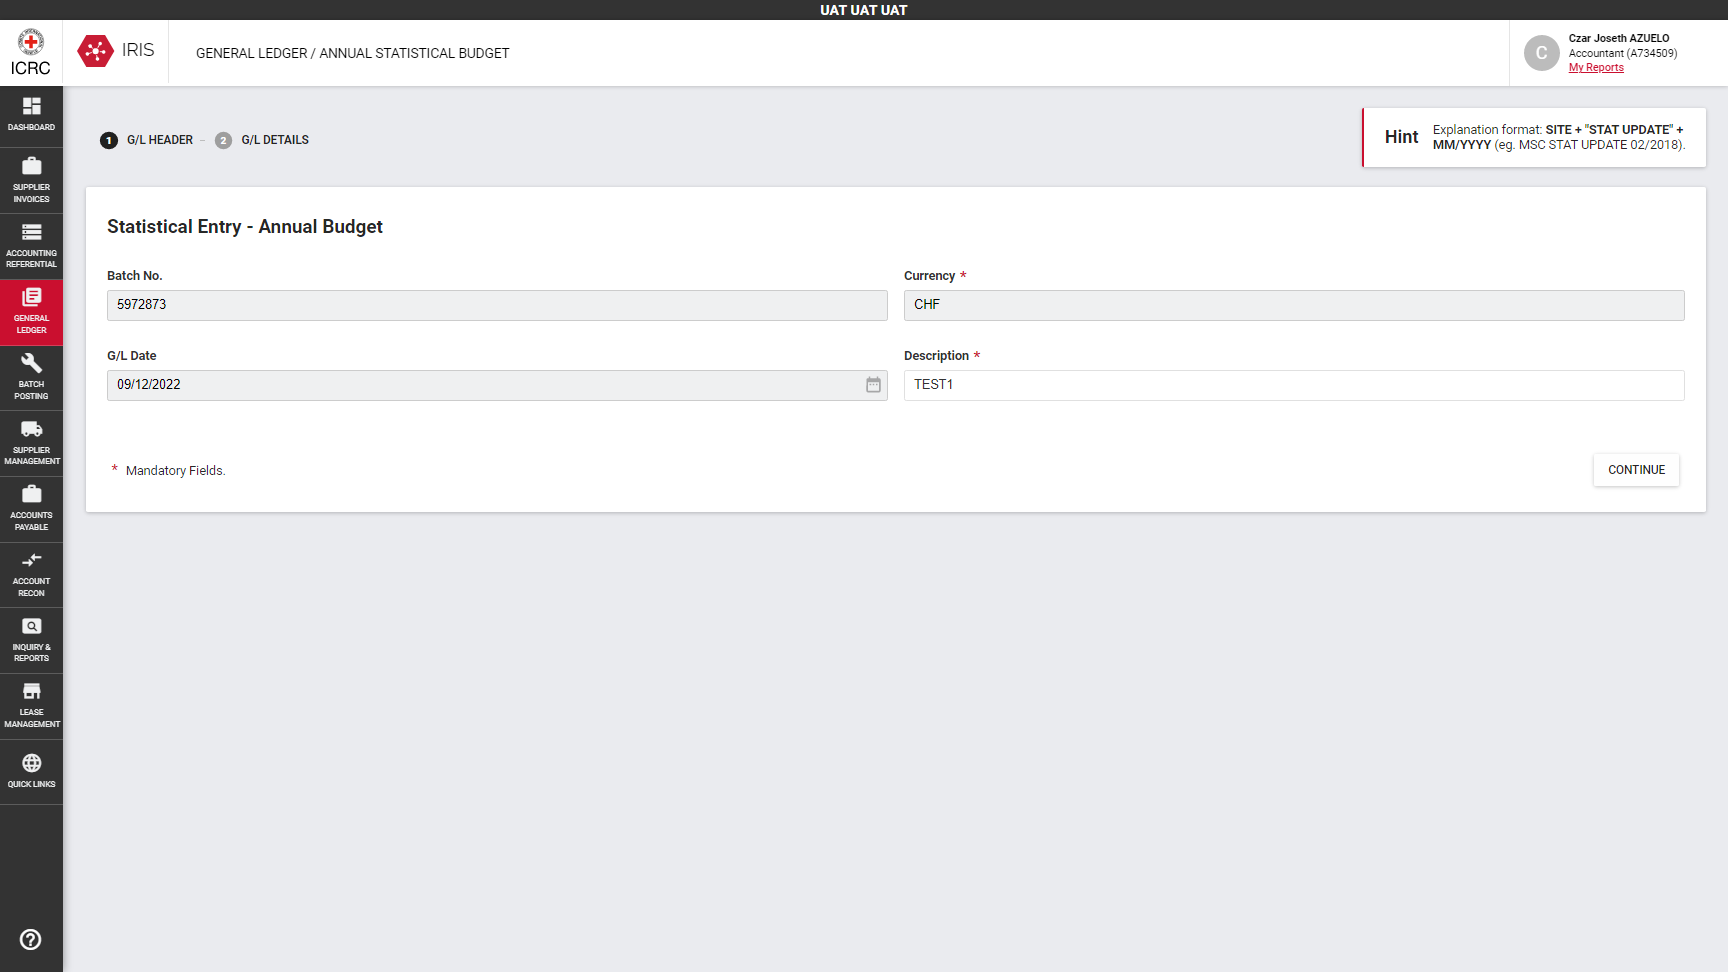 UAT UAT UAT
ICRC
IRIS
GENERAL LEDGER / ANNUAL STATISTICAL BUDGET
C
Czar Joseth AZUELO
Accountant (A734509)
My Reports
DASHBOARD
SUPPLIER
INVOICES
ACCOUNTING
REFERENTIAL
GENERAL
LEDGER
BATCH
POSTING
SUPPLIER
MANAGEMENT
ACCOUNTS
PAYABLE
ACCOUNT
RECON
INQUIRY &
REPORTS
LEASE
MANAGEMENT
QUICK LINKS
1 G/L HEADER – 2 G/L DETAILS
Hint
Explanation format: SITE + "STAT UPDATE" +
MM/YYYY (eg. MSC STAT UPDATE 02/2018).
Statistical Entry - Annual Budget
Batch No.
5972873
Currency *
CHF
G/L Date
09/12/2022
Description *
TEST1
* Mandatory Fields.
CONTINUE